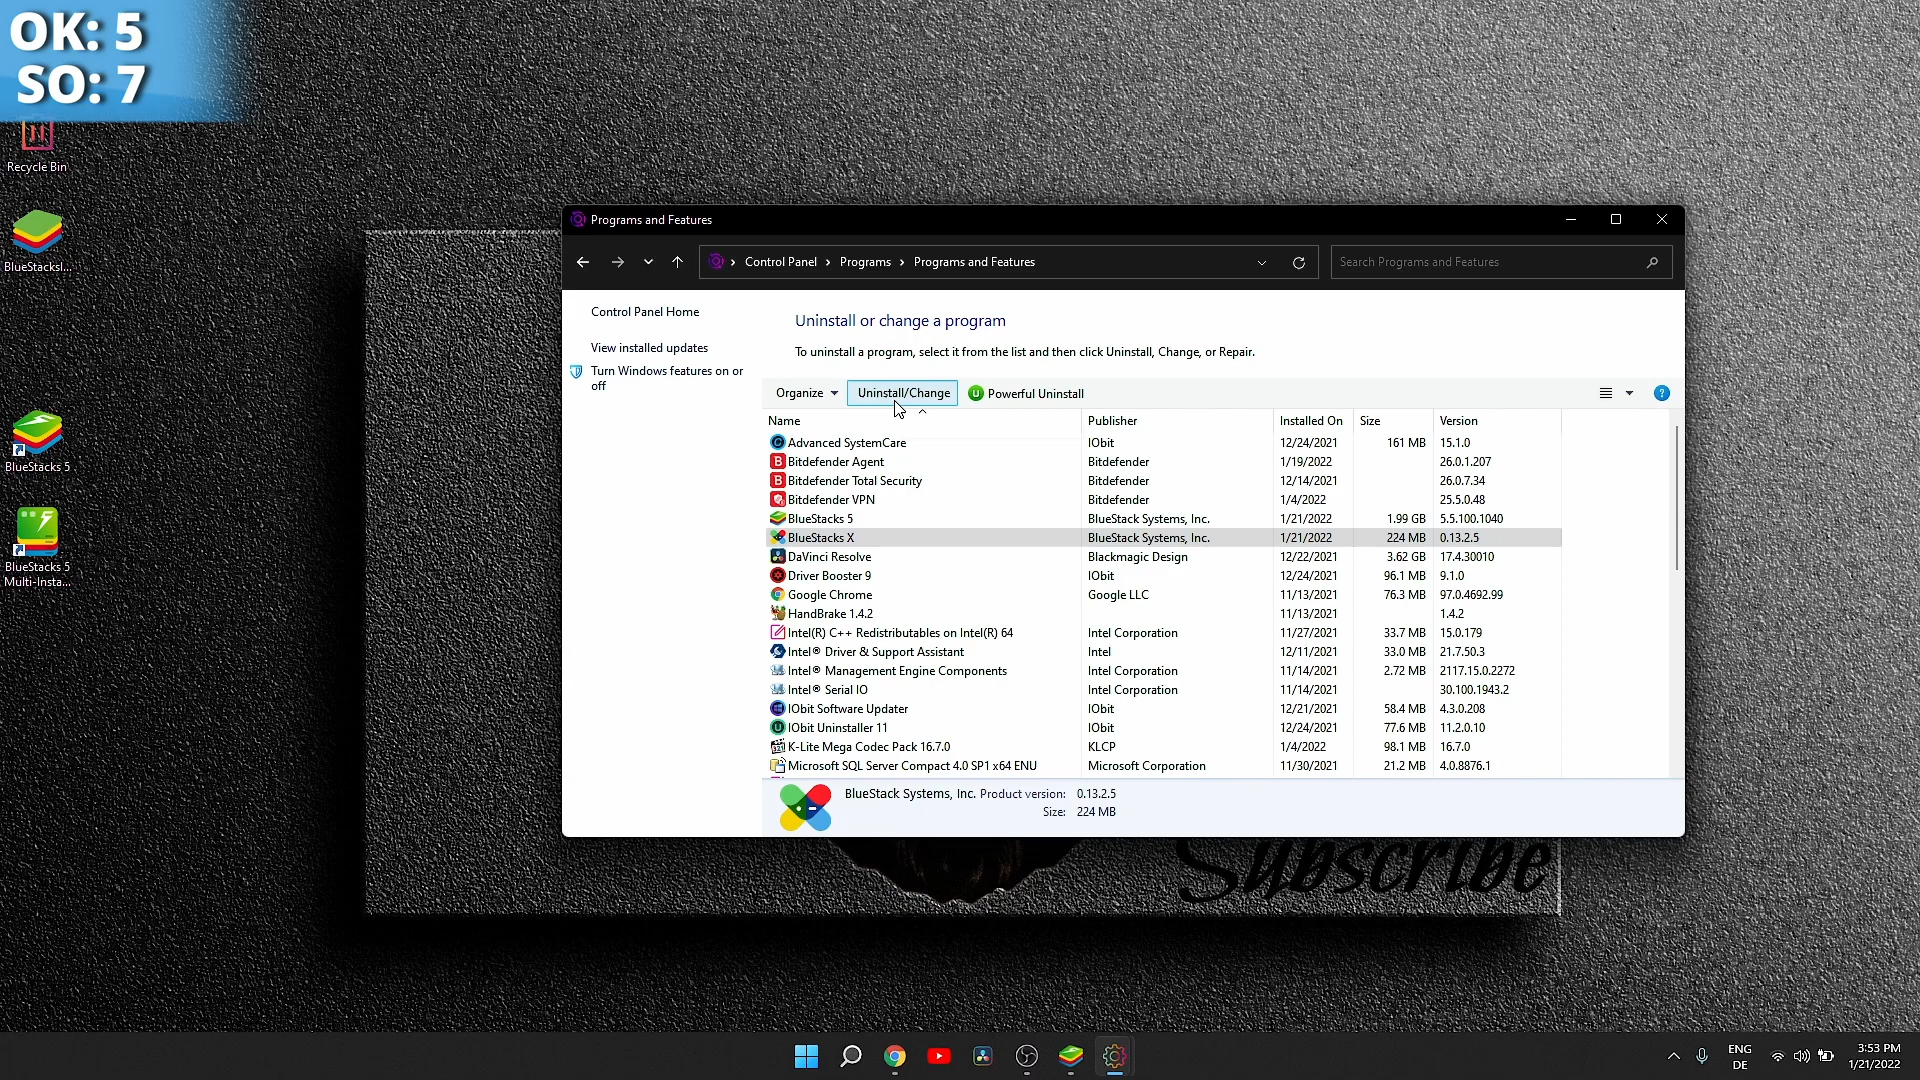 OK: 5
SO: 7
Recycle Bin
BlueStacksI...
BlueStacks 5
BlueStacks 5
Multi-Insta...
Programs and Features
Control Panel > Programs > Programs and Features
Search Programs and Features
Control Panel Home
View installed updates
Turn Windows features on or
off
Uninstall or change a program
To uninstall a program, select it from the list and then click Uninstall, Change, or Repair.
Organize Uninstall/Change Powerful Uninstall
Name Publisher Installed On Size Version
Advanced SystemCare IObit 12/24/2021 161 MB 15.1.0
Bitdefender Agent Bitdefender 1/19/2022 26.0.1.207
Bitdefender Total Security Bitdefender 12/14/2021 26.0.7.34
Bitdefender VPN Bitdefender 1/4/2022 25.5.0.48
BlueStacks 5 BlueStack Systems, Inc. 1/21/2022 1.99 GB 5.5.100.1040
BlueStacks X BlueStack Systems, Inc. 1/21/2022 224 MB 0.13.2.5
DaVinci Resolve Blackmagic Design 12/22/2021 3.62 GB 17.4.30010
Driver Booster 9 IObit 12/24/2021 96.1 MB 9.1.0
Google Chrome Google LLC 11/13/2021 76.3 MB 97.0.4692.99
HandBrake 1.4.2 11/13/2021 1.4.2
Intel(R) C++ Redistributables on Intel(R) 64 Intel Corporation 11/27/2021 33.7 MB 15.0.179
Intel® Driver & Support Assistant Intel 12/11/2021 33.0 MB 21.7.50.3
Intel® Management Engine Components Intel Corporation 11/14/2021 2.72 MB 2117.15.0.2272
Intel® Serial IO Intel Corporation 11/14/2021 30.100.1943.2
IObit Software Updater IObit 12/21/2021 58.4 MB 4.3.0.208
IObit Uninstaller 11 IObit 12/24/2021 77.6 MB 11.2.0.10
K-Lite Mega Codec Pack 16.7.0 KLCP 1/4/2022 98.1 MB 16.7.0
Microsoft SQL Server Compact 4.0 SP1 x64 ENU Microsoft Corporation 11/30/2021 21.2 MB 4.0.8876.1
BlueStack Systems, Inc. Product version: 0.13.2.5
Size: 224 MB
Subscribe
ENG
DE
3:53 PM
1/21/2022